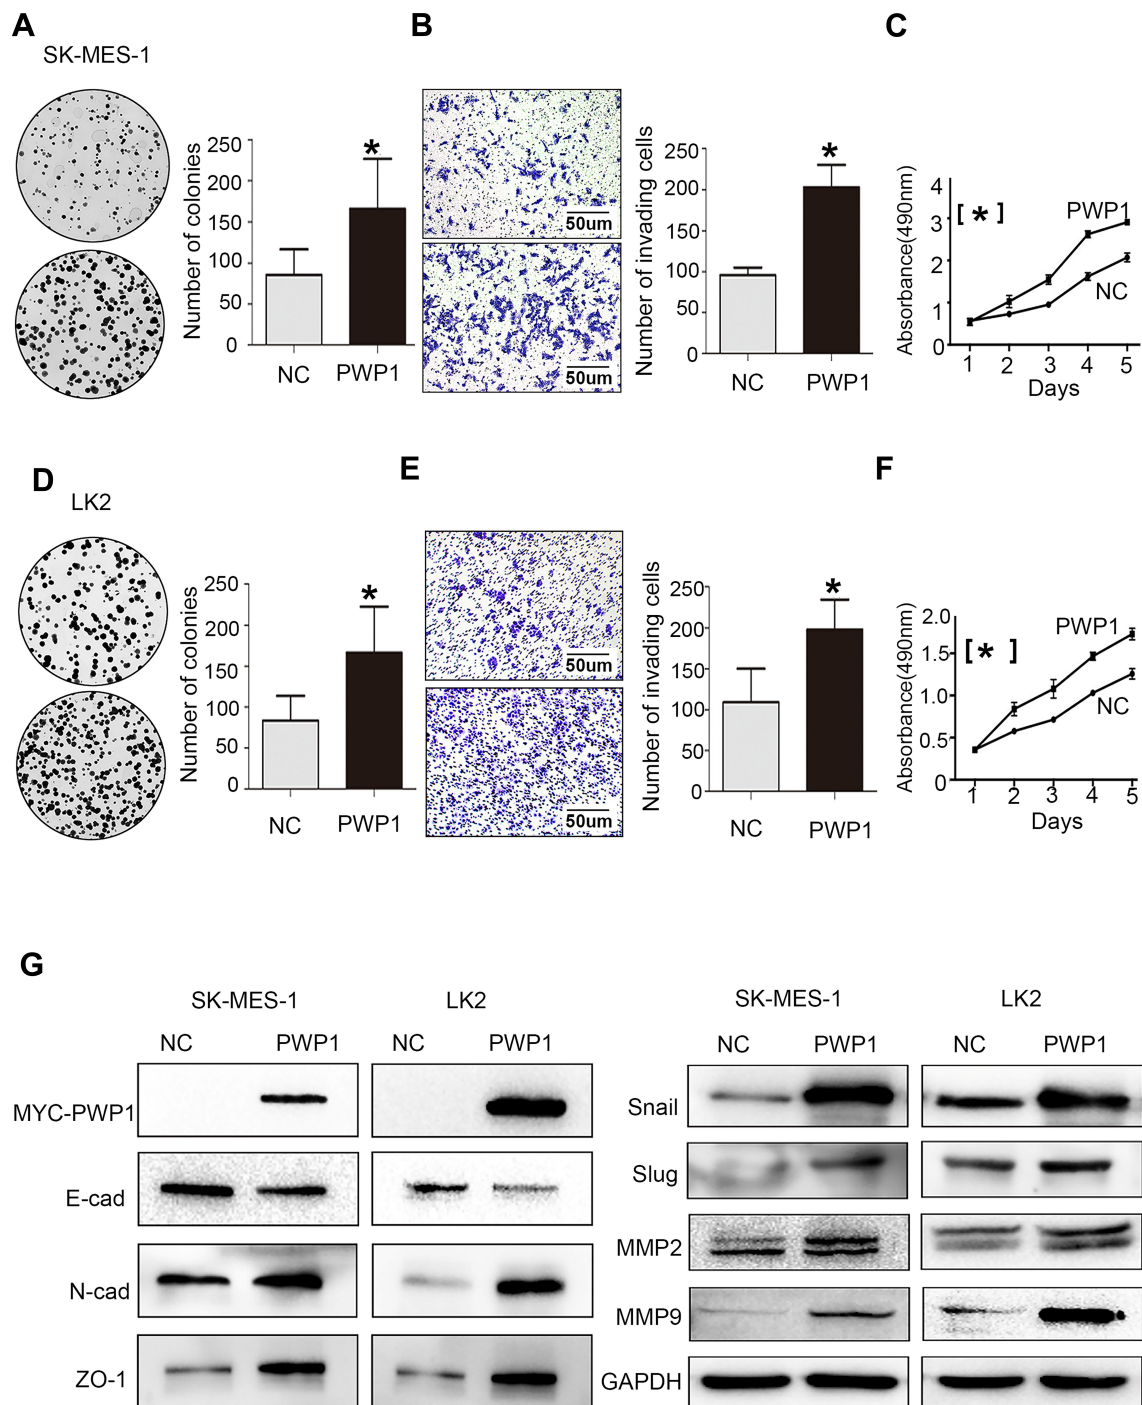 A
SK-MES-1
Number of colonies
250
200
150
100
50
0
*
NC
PWP1
B
50um
50um
Number of invading cells
250
200
150
100
50
0
*
NC
PWP1
C
Absorbance(490nm)
4
3
2
1
0
[*]
PWP1
NC
1 2 3 4 5
Days
D
LK2
Number of colonies
250
200
150
100
50
0
*
NC
PWP1
E
50um
50um
Number of invading cells
250
200
150
100
50
0
*
NC
PWP1
F
Absorbance(490nm)
2.0
1.5
1.0
0.5
0
[* ]
PWP1
NC
1 2 3 4 5
Days
G
SK-MES-1
LK2
NC
PWP1
NC
PWP1
MYC-PWP1
E-cad
N-cad
ZO-1
SK-MES-1
LK2
NC
PWP1
NC
PWP1
Snail
Slug
MMP2
MMP9
GAPDH